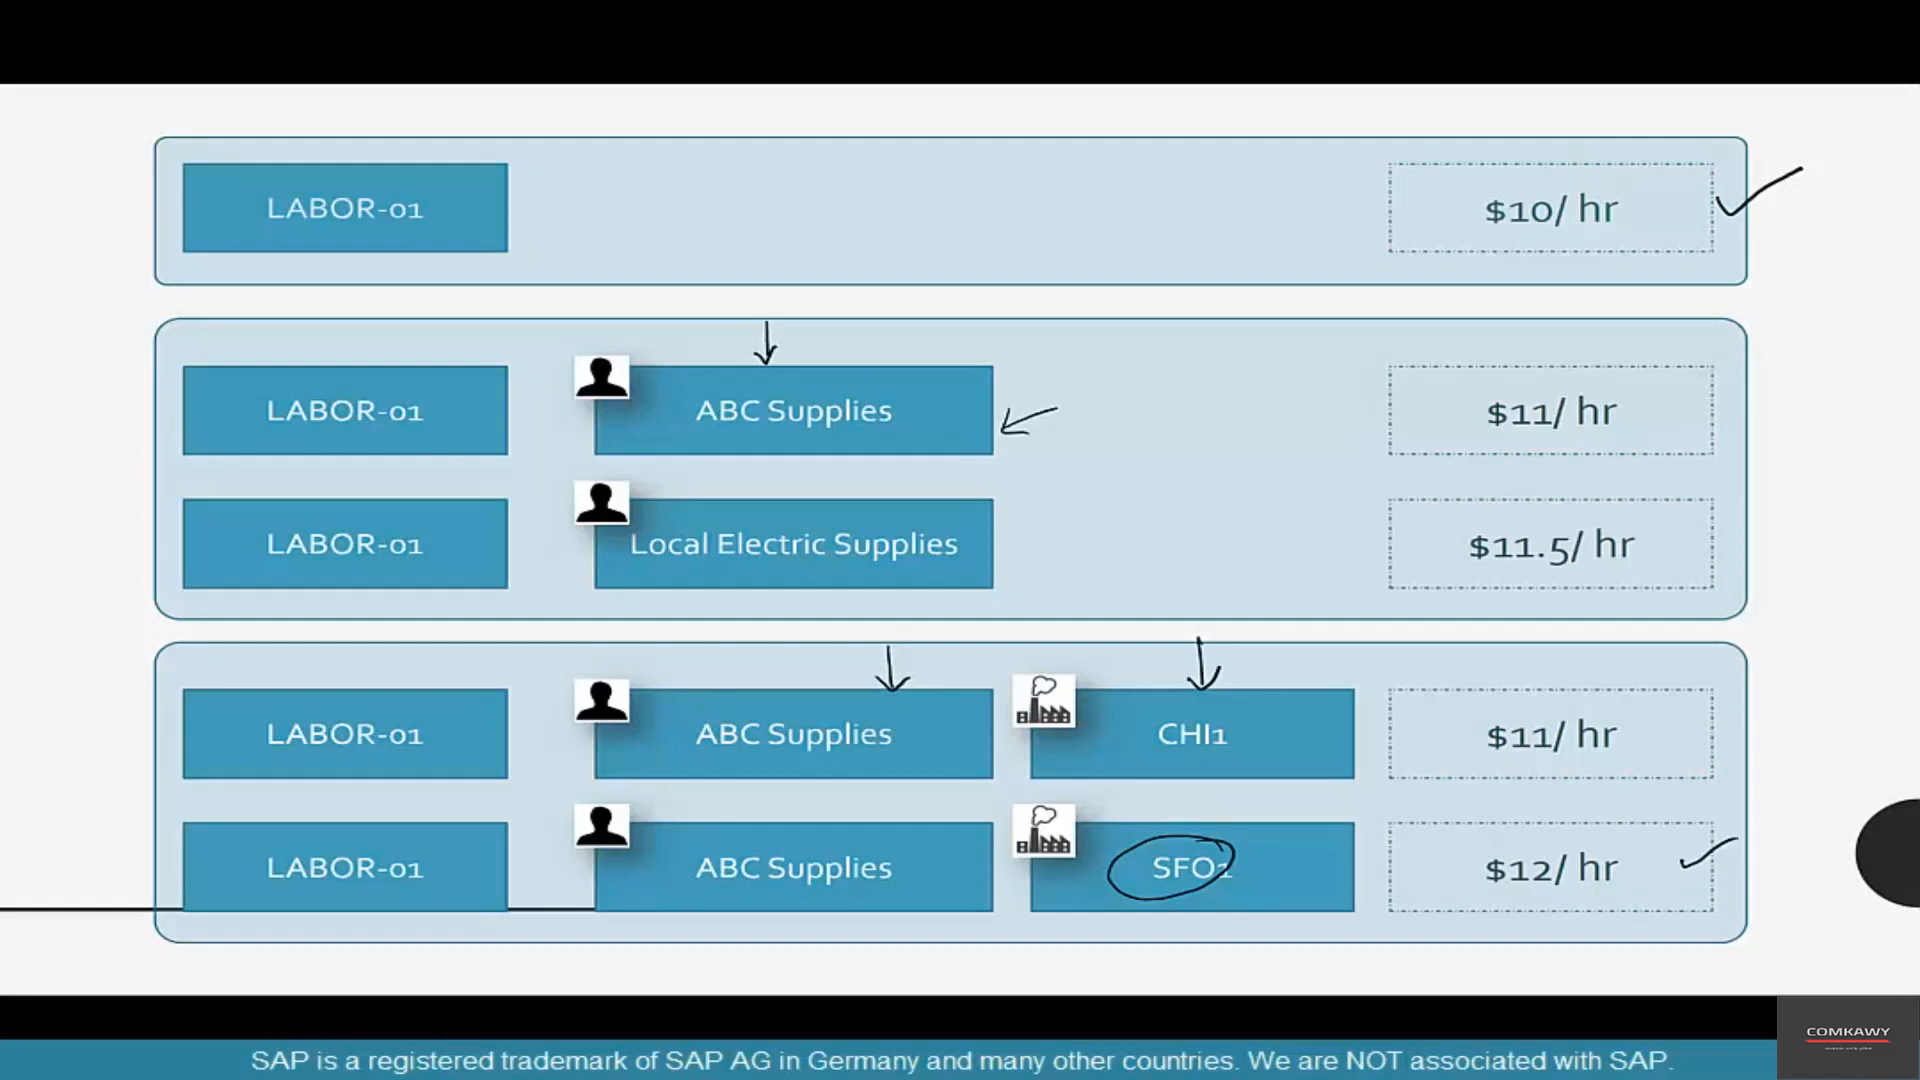 LABOR-01 $10/ hr
LABOR-01 ABC Supplies $11/ hr
LABOR-01 Local Electric Supplies $11.5/ hr
LABOR-01 ABC Supplies CHI1 $11/ hr
LABOR-01 ABC Supplies SFO1 $12/ hr
COMKAWY
SAP is a registered trademark of SAP AG in Germany and many other countries. We are NOT associated with SAP.